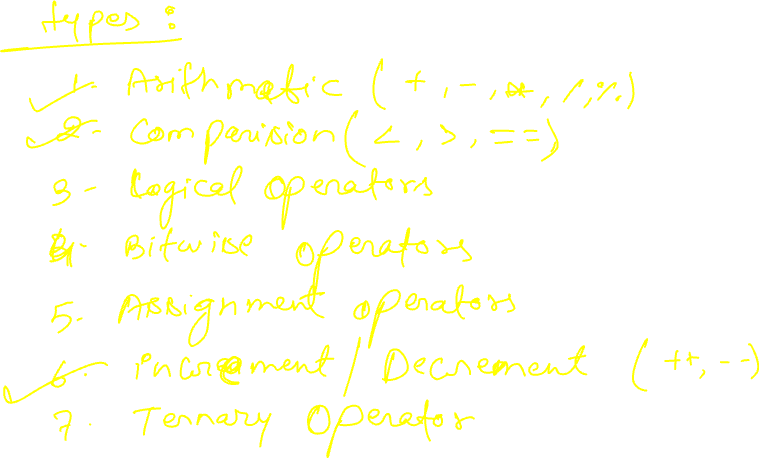 types :
1- Arithmatic ( + , - , * , / , % )
2- Comparision ( < , > , == )
3- Logical operators
4- Bitwise operators
5- Assignment operators
6- increment / Decrement ( ++, -- )
7- Ternary Operator